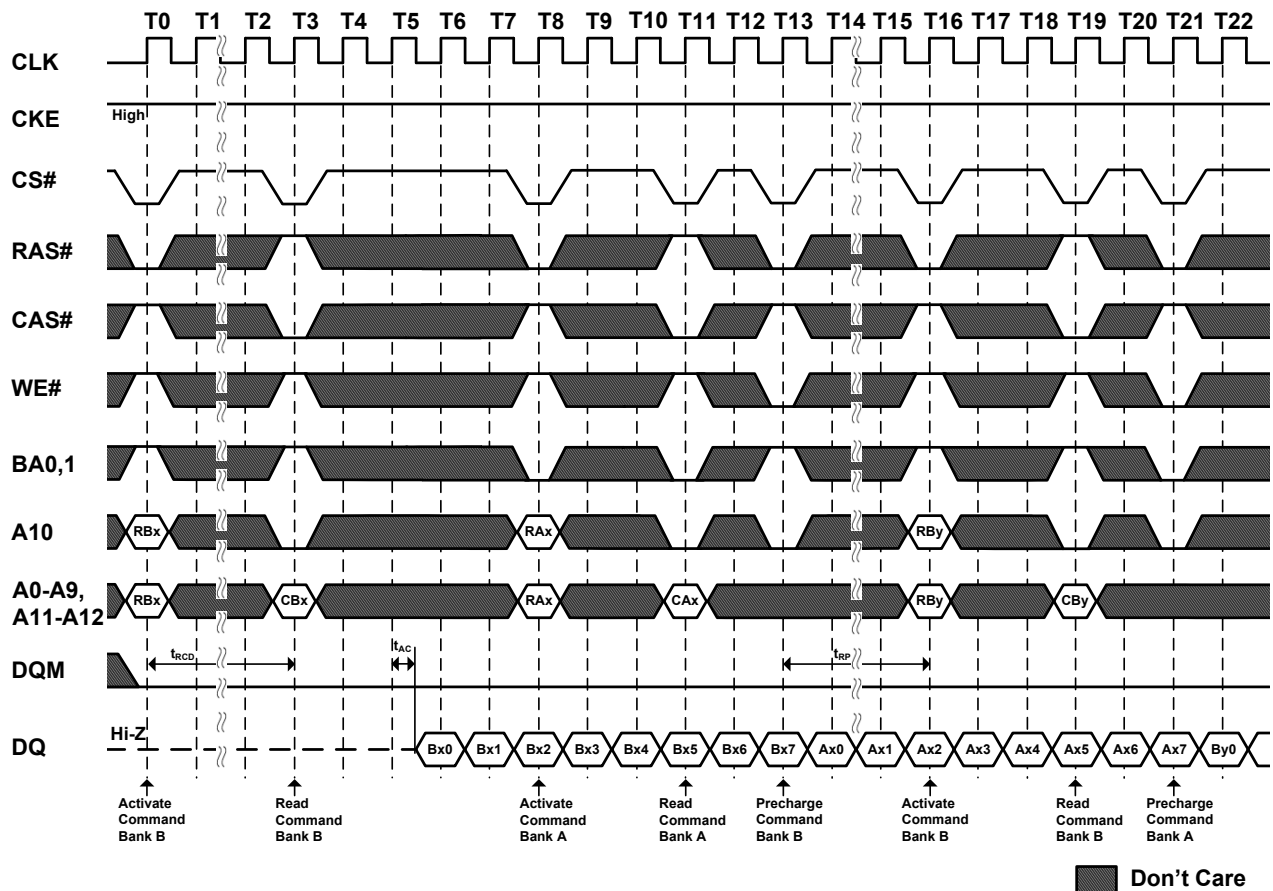 T0 T1 T2 T3 T4 T5 T6 T7 T8 T9 T10 T11 T12 T13 T14 T15 T16 T17 T18 T19 T20 T21 T22
CLK
CKE High
CS#
RAS#
CAS#
WE#
BA0,1
A10 RBx RAx RBy
A0-A9,
A11-A12 RBx CBx RAx CAx RBy CBy
DQM tRCD tAC tRP
DQ Hi-Z Bx0 Bx1 Bx2 Bx3 Bx4 Bx5 Bx6 Bx7 Ax0 Ax1 Ax2 Ax3 Ax4 Ax5 Ax6 Ax7 By0
Activate
Command
Bank B
Read
Command
Bank B
Activate
Command
Bank A
Read
Command
Bank A
Precharge
Command
Bank B
Activate
Command
Bank B
Read
Command
Bank B
Precharge
Command
Bank A
Don't Care